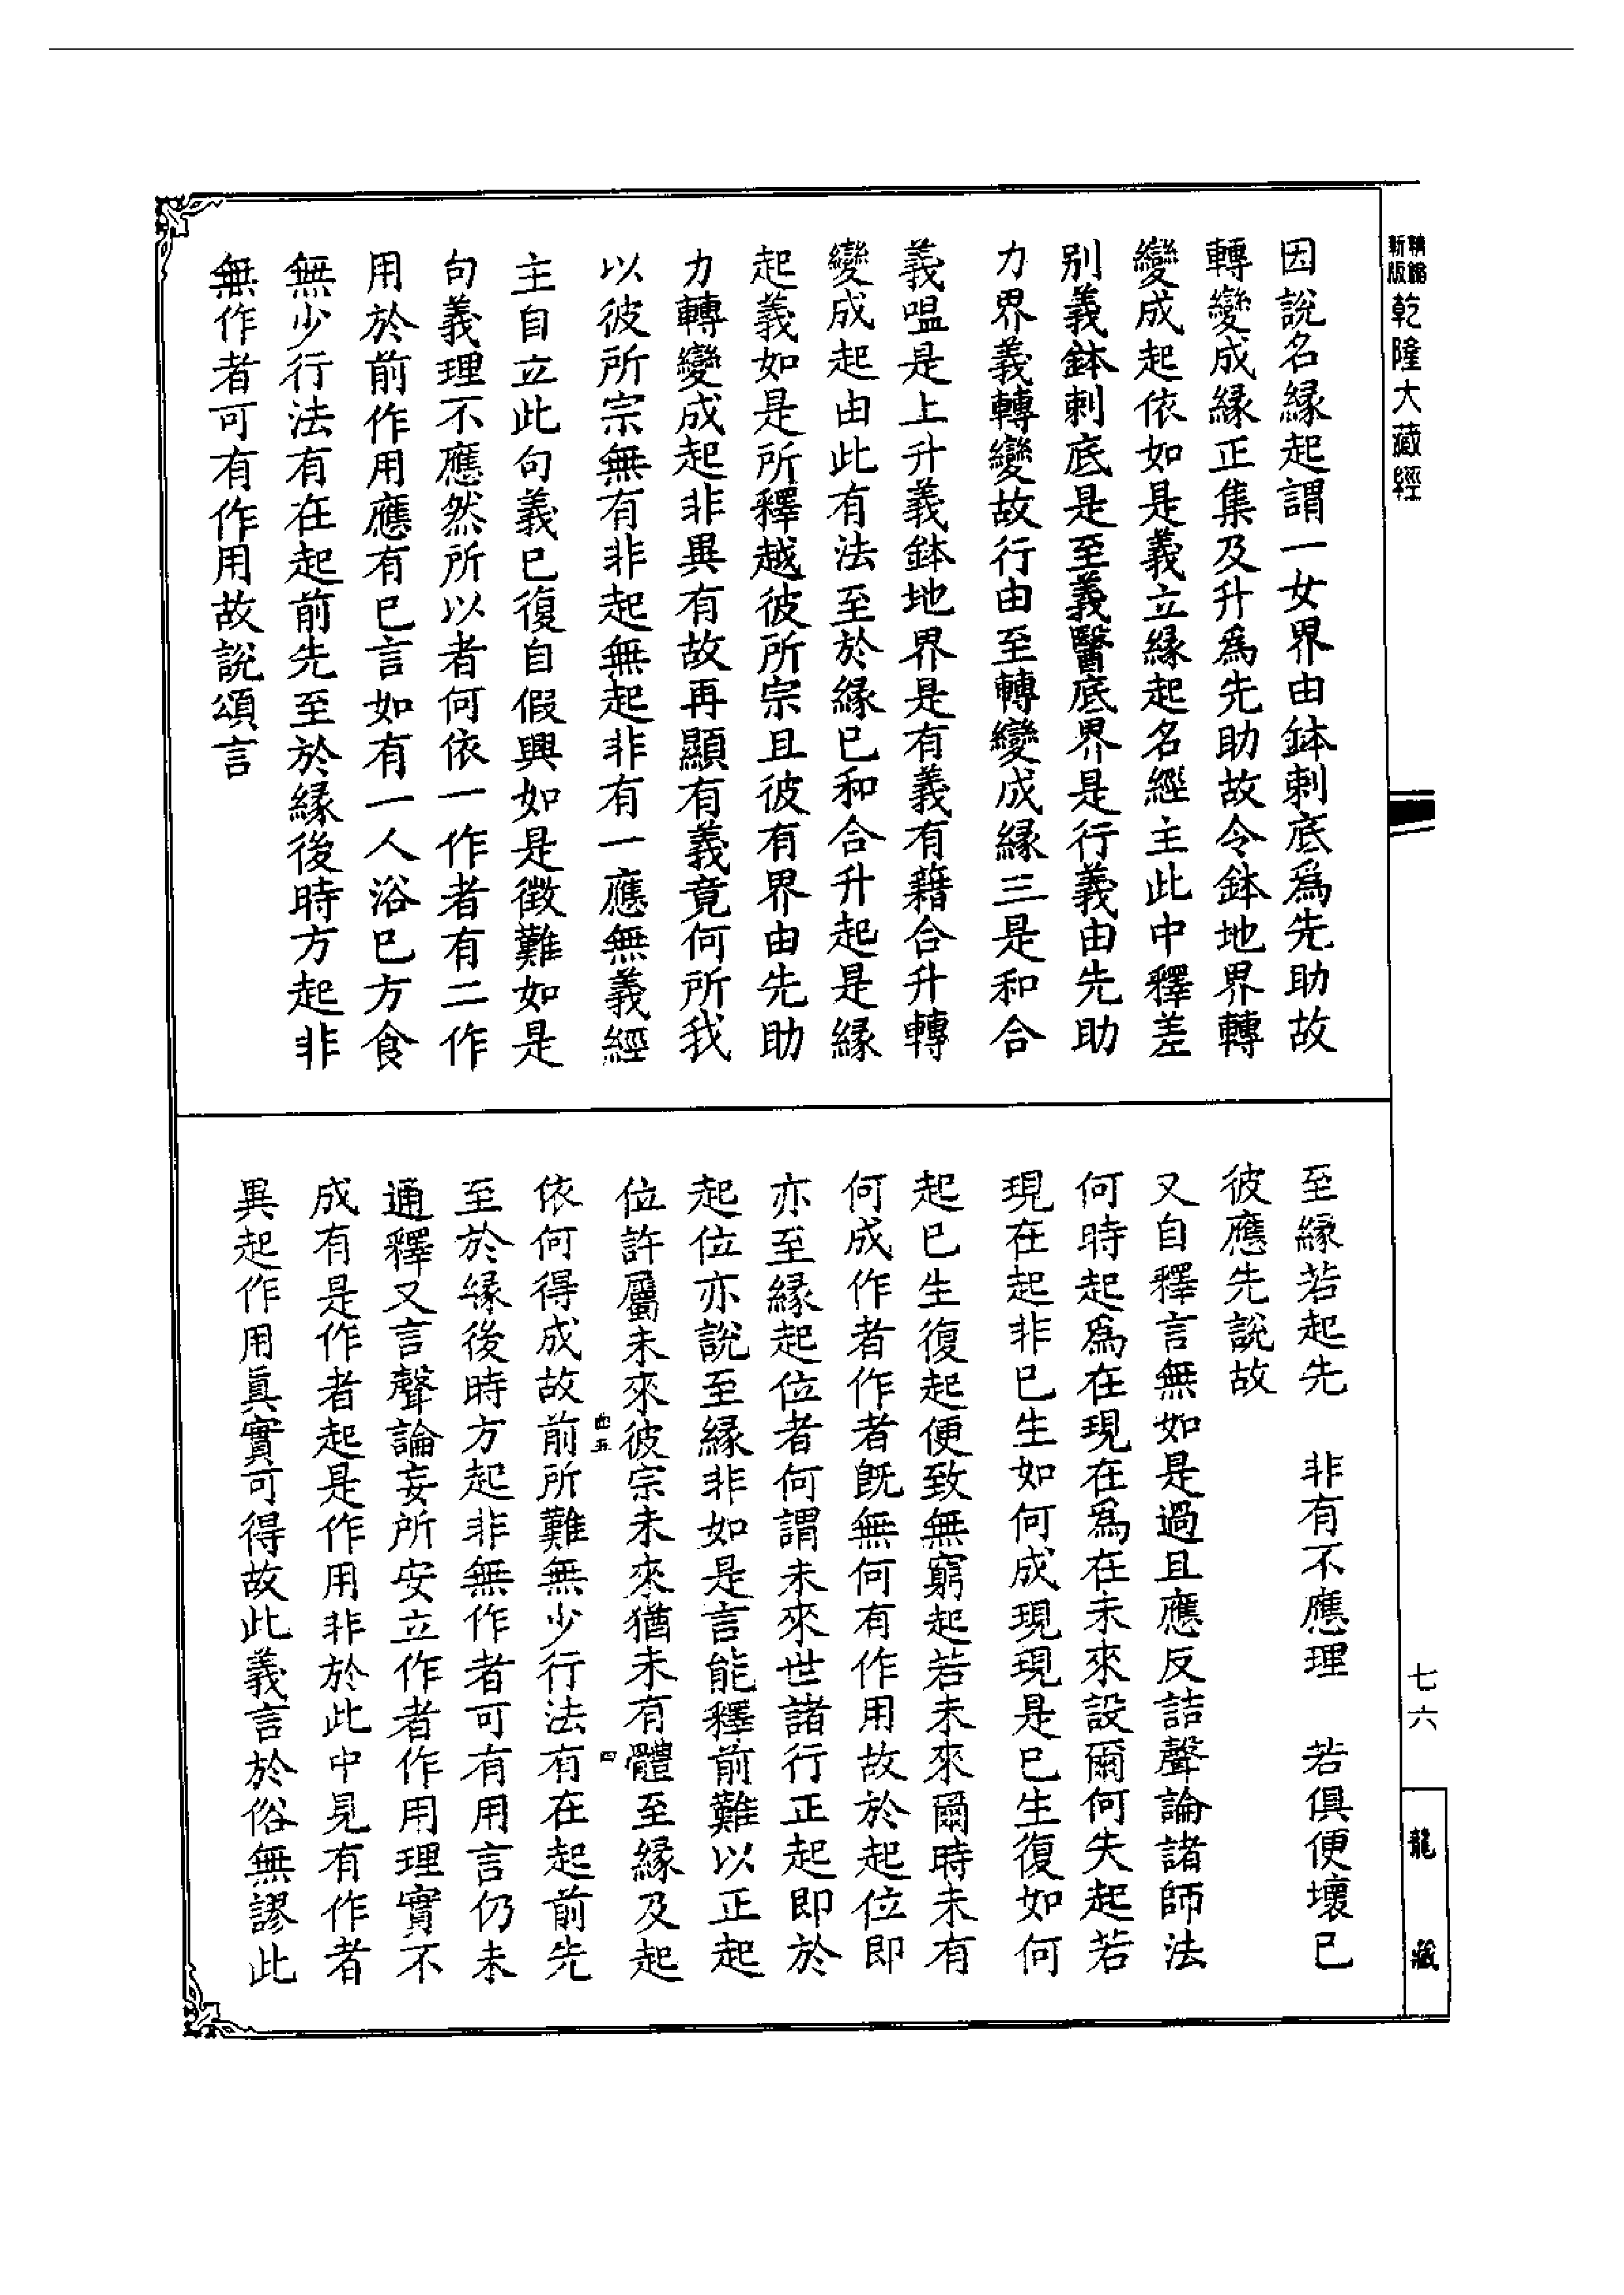 精縮新版乾隆大藏經
因說名緣起謂一女界由鉢剌底爲先助故
轉變成緣正集及升爲先助故令鉢地界轉
變成起依如是義立緣起名經主此中釋差
別義鉢剌底是至義醫底界是行義由先助
力界義轉變故行由至轉變成緣三是和合
義嗢是上升義鉢地界是有義有藉合升轉
變成起由此有法至於緣已和合升起是緣
起義如是所釋越彼所宗且彼有界由先助
力轉變成起非異有故再顯有義竟何所我
以彼所宗無有非起無起非有一應無義經
主自立此句義已復自假興如是徴難如是
句義理不應然所以者何依一作者有二作
用於前作用應有已言如有一人浴已方食
無少行法有在起前先至於緣後時方起非
無作者可有作用故說頌言
至緣若起先　非有不應理　若俱便壞已
彼應先說故
又自釋言無如是過且應反詰聲論諸師法
何時起爲在現在爲在未來設爾何失起若
現在起非已生如何成現現是已生復如何
起已生復起便致無窮起若未來爾時未有
何成作者作者既無何有作用故於起位即
亦至緣起位者何謂未來世諸行正起即於
起位亦說至緣非如是言能釋前難以正起
位許屬未來彼宗未來猶未有體至緣及起
曲五　四
依何得成故前所難無少行法有在起前先
至於緣後時方起非無作者可有用言仍未
通釋又言聲論妄所安立作者作用理實不
成有是作者起是作用非於此中見有作者
異起作用眞實可得故此義言於俗無謬此
七六
龍藏